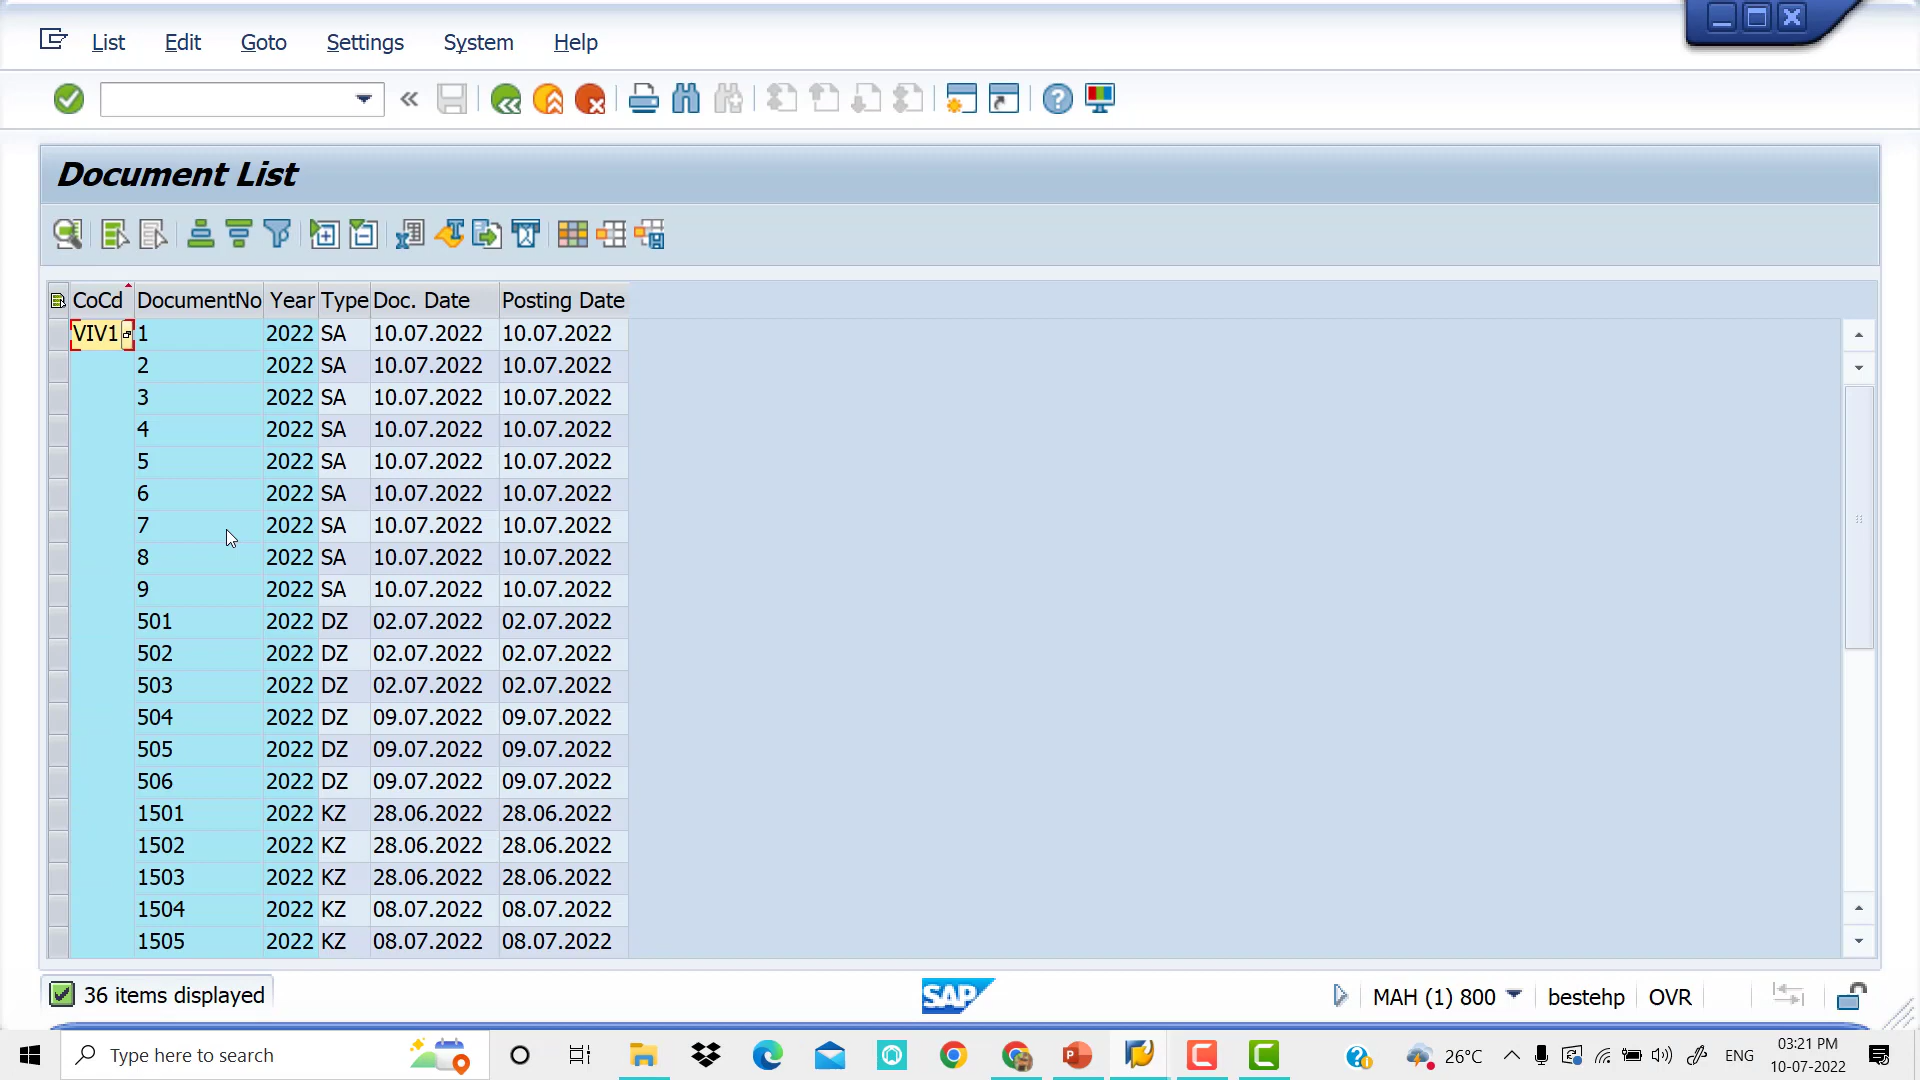 List Edit Goto Settings System Help
Document List
CoCd DocumentNo Year Type Doc. Date Posting Date
VIV1 1 2022 SA 10.07.2022 10.07.2022
2 2022 SA 10.07.2022 10.07.2022
3 2022 SA 10.07.2022 10.07.2022
4 2022 SA 10.07.2022 10.07.2022
5 2022 SA 10.07.2022 10.07.2022
6 2022 SA 10.07.2022 10.07.2022
7 2022 SA 10.07.2022 10.07.2022
8 2022 SA 10.07.2022 10.07.2022
9 2022 SA 10.07.2022 10.07.2022
501 2022 DZ 02.07.2022 02.07.2022
502 2022 DZ 02.07.2022 02.07.2022
503 2022 DZ 02.07.2022 02.07.2022
504 2022 DZ 09.07.2022 09.07.2022
505 2022 DZ 09.07.2022 09.07.2022
506 2022 DZ 09.07.2022 09.07.2022
1501 2022 KZ 28.06.2022 28.06.2022
1502 2022 KZ 28.06.2022 28.06.2022
1503 2022 KZ 28.06.2022 28.06.2022
1504 2022 KZ 08.07.2022 08.07.2022
1505 2022 KZ 08.07.2022 08.07.2022
36 items displayed SAP MAH (1) 800 bestehp OVR
Type here to search 26°C ENG 03:21 PM
10-07-2022